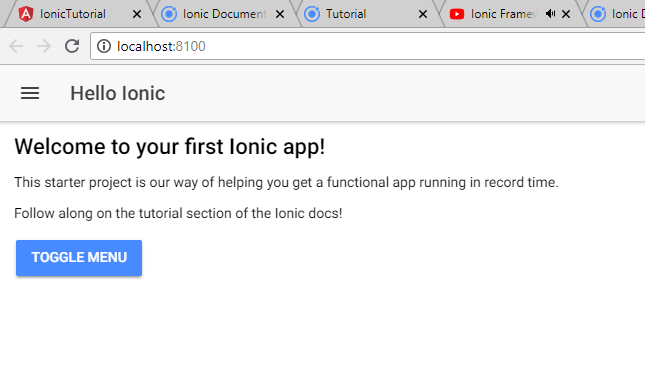 IonicTutorial
Ionic Document
Tutorial
Ionic Framew
Ionic D
localhost:8100
Hello Ionic
Welcome to your first Ionic app!
This starter project is our way of helping you get a functional app running in record time.
Follow along on the tutorial section of the Ionic docs!
TOGGLE MENU